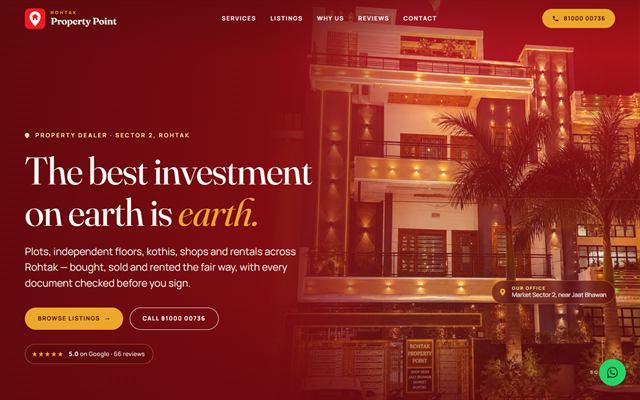 ROHTAK
Property Point
SERVICES
LISTINGS
WHY US
REVIEWS
CONTACT
81000 00736
PROPERTY DEALER · SECTOR 2, ROHTAK
The best investment
on earth is earth.
Plots, independent floors, kothis, shops and rentals across
Rohtak — bought, sold and rented the fair way, with every
document checked before you sign.
BROWSE LISTINGS →
CALL 81000 00736
★★★★★ 5.0 on Google · 66 reviews
OUR OFFICE
Market Sector 2, near Jaat Bhawan
ROHTAK
PROPERTY
POINT